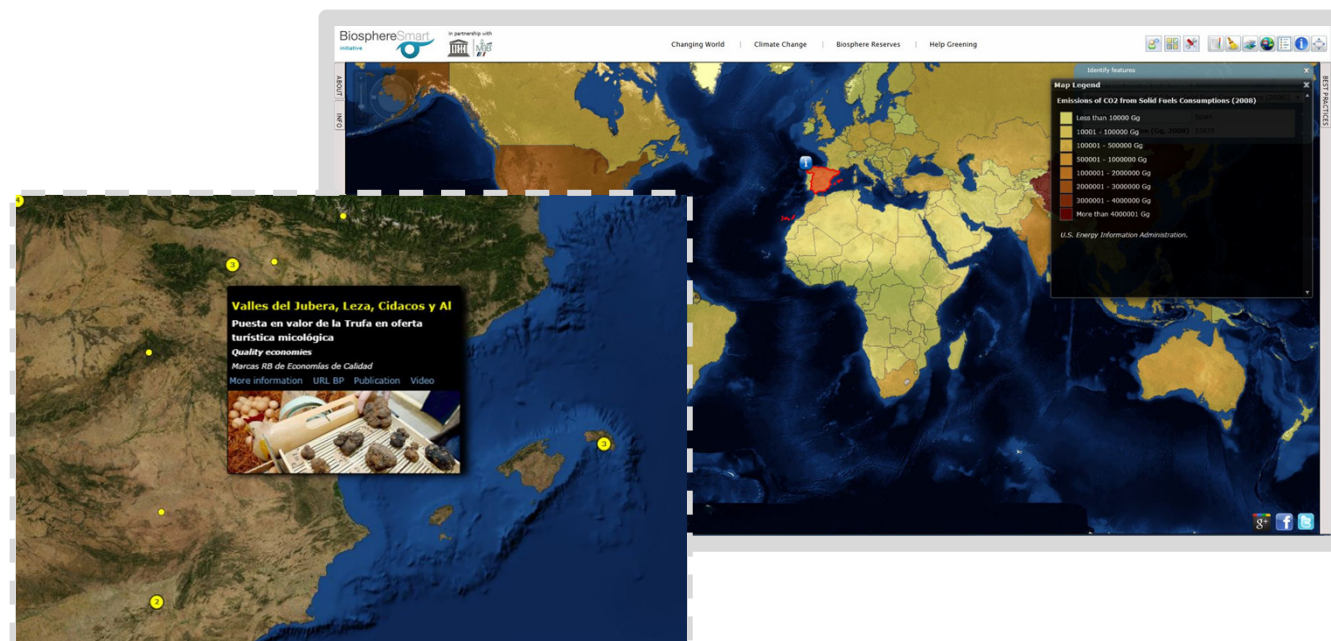 BiosphereSmart
initiative
in partnership with
Changing World | Climate Change | Biosphere Reserves | Help Greening
ABOUT
INFO
BEST PRACTICES
Identify features x
Map Legend x
Emissions of CO2 from Solid Fuels Consumptions (2008)
Less than 10000 Gg
10001 - 100000 Gg
100001 - 500000 Gg
500001 - 1000000 Gg
1000001 - 2000000 Gg
2000001 - 3000000 Gg
3000001 - 4000000 Gg
More than 4000001 Gg
U.S. Energy Information Administration.
4
3
Valles del Jubera, Leza, Cidacos y Al
Puesta en valor de la Trufa en oferta
turística micológica
Quality economies
Marcas RB de Economías de Calidad
More information URL BP Publication Video
3
2
g+ f